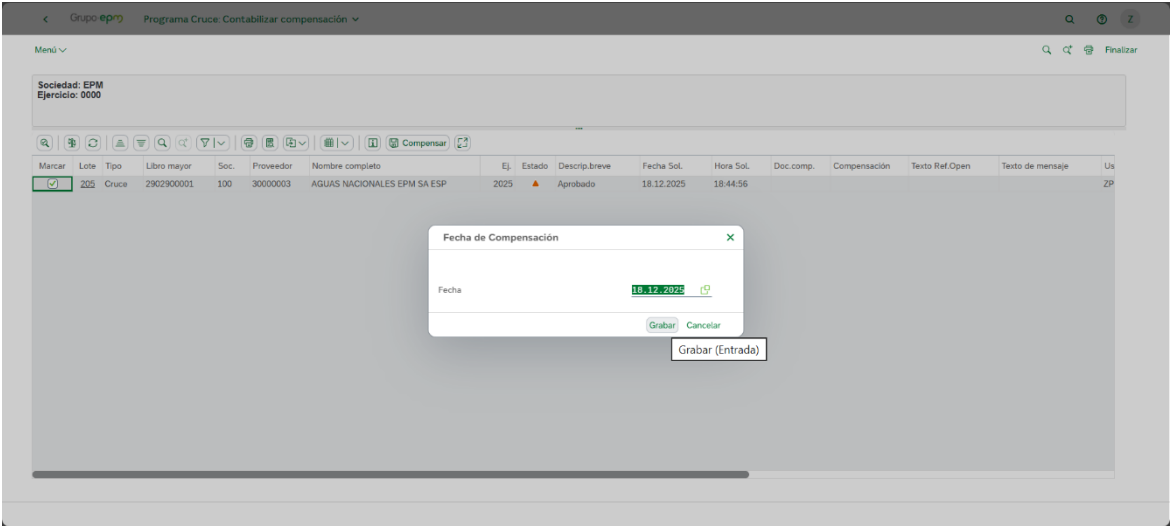 Grupo epm Programa Cruce: Contabilizar compensación Z
Menú Finalizar
Sociedad: EPM
Ejercicio: 0000
Compensar
Marcar Lote Tipo Libro mayor Soc. Proveedor Nombre completo Ej. Estado Descrip.breve Fecha Sol. Hora Sol. Doc.comp. Compensación Texto Ref.Open Texto de mensaje Us
205 Cruce 2902900001 100 30000003 AGUAS NACIONALES EPM SA ESP 2025 Aprobado 18.12.2025 18:44:56 ZP
Fecha de Compensación
Fecha 18.12.2025
Grabar Cancelar
Grabar (Entrada)